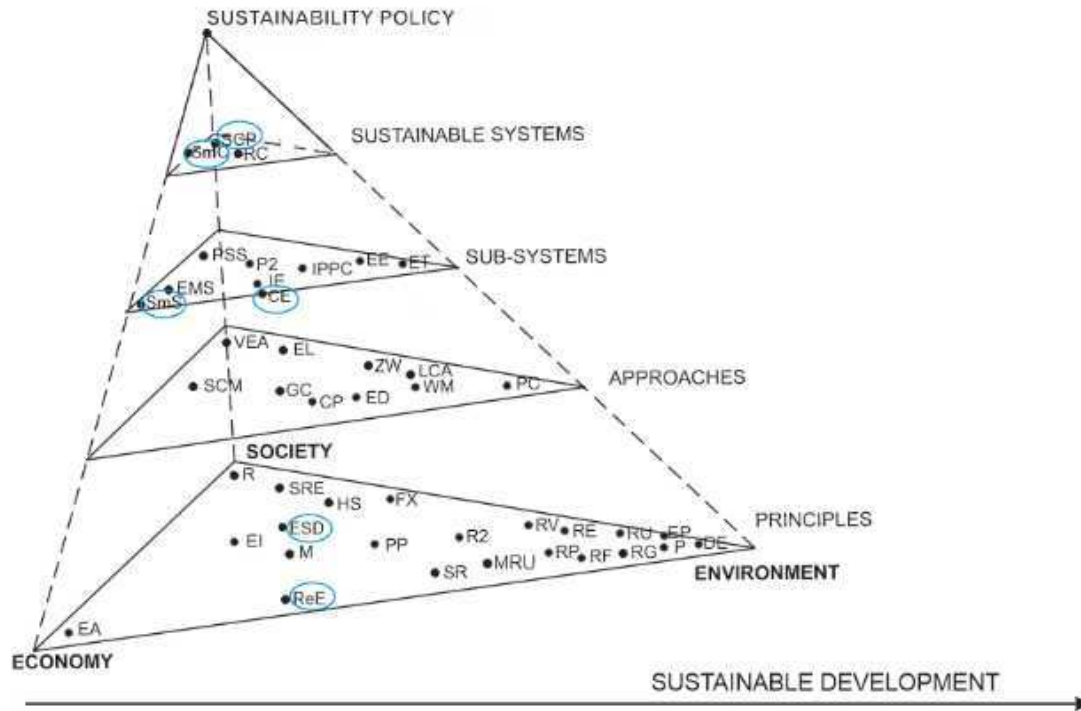 SUSTAINABILITY POLICY
SCP
SmC
RC
SUSTAINABLE SYSTEMS
SUB-SYSTEMS
PSS
P2
IPPC
EE
ET
IE
EMS
CE
SmS
VEA
EL
ZW
LCA
APPROACHES
SCM
GC
CP
ED
WM
PC
SOCIETY
R
SRE
HS
FX
PRINCIPLES
ESD
RV
RE
RU
EP
EI
M
PP
R2
RP
RF
RG
P
DE
SR
MRU
ENVIRONMENT
ReE
EA
ECONOMY
SUSTAINABLE DEVELOPMENT